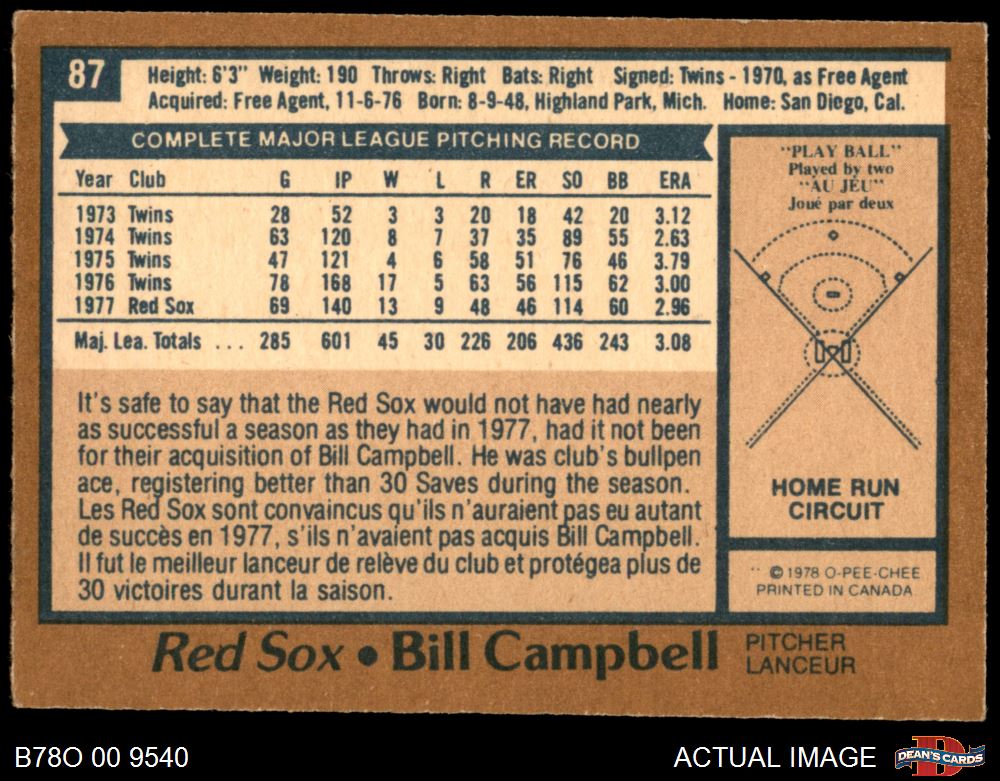 87
Height: 6'3" Weight: 190 Throws: Right Bats: Right Signed: Twins - 1970, as Free Agent
Acquired: Free Agent, 11-6-76 Born: 8-9-48, Highland Park, Mich. Home: San Diego, Cal.
COMPLETE MAJOR LEAGUE PITCHING RECORD
Year Club G IP W L R ER SO BB ERA
1973 Twins 28 52 3 3 20 18 42 20 3.12
1974 Twins 63 120 8 7 37 35 89 55 2.63
1975 Twins 47 121 4 6 58 51 76 46 3.79
1976 Twins 78 168 17 5 63 56 115 62 3.00
1977 Red Sox 69 140 13 9 48 46 114 60 2.96
Maj. Lea. Totals ... 285 601 45 30 226 206 436 243 3.08
It's safe to say that the Red Sox would not have had nearly
as successful a season as they had in 1977, had it not been
for their acquisition of Bill Campbell. He was club's bullpen
ace, registering better than 30 Saves during the season.
Les Red Sox sont convaincus qu'ils n'auraient pas eu autant
de succès en 1977, s'ils n'avaient pas acquis Bill Campbell.
Il fut le meilleur lanceur de relève du club et protégea plus de
30 victoires durant la saison.
"PLAY BALL"
Played by two
"AU JEU"
Joué par deux
HOME RUN
CIRCUIT
© 1978 O-PEE-CHEE
PRINTED IN CANADA
Red Sox • Bill Campbell
PITCHER
LANCEUR
B78O 00 9540
ACTUAL IMAGE
DEAN'S CARDS